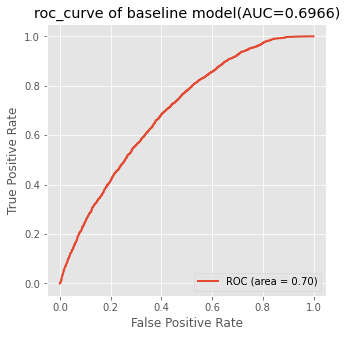 roc_curve of baseline model(AUC=0.6966)
True Positive Rate
1.0
0.8
0.6
0.4
0.2
0.0
ROC (area = 0.70)
0.0 0.2 0.4 0.6 0.8 1.0
False Positive Rate